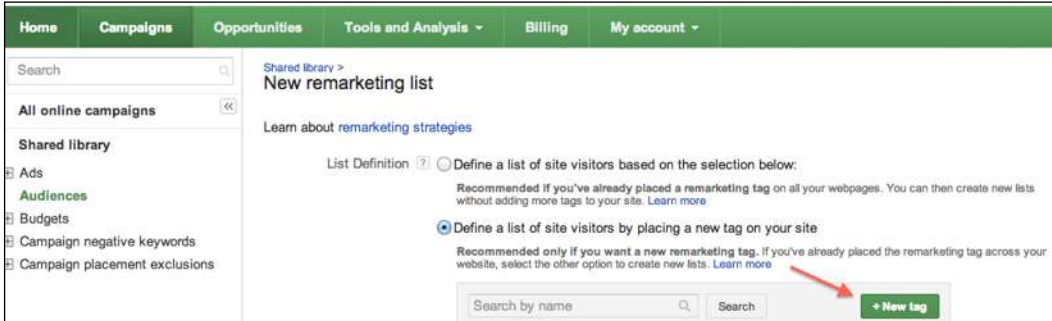 Home Campaigns Opportunities Tools and Analysis Billing My account
Search
All online campaigns
Shared library
Ads
Audiences
Budgets
Campaign negative keywords
Campaign placement exclusions
Shared library >
New remarketing list
Learn about remarketing strategies
List Definition ? Define a list of site visitors based on the selection below:
Recommended if you've already placed a remarketing tag on all your webpages. You can then create new lists
without adding more tags to your site. Learn more
Define a list of site visitors by placing a new tag on your site
Recommended only if you want a new remarketing tag. If you've already placed the remarketing tag across your
website, select the other option to create new lists. Learn more
Search by name Search + New tag